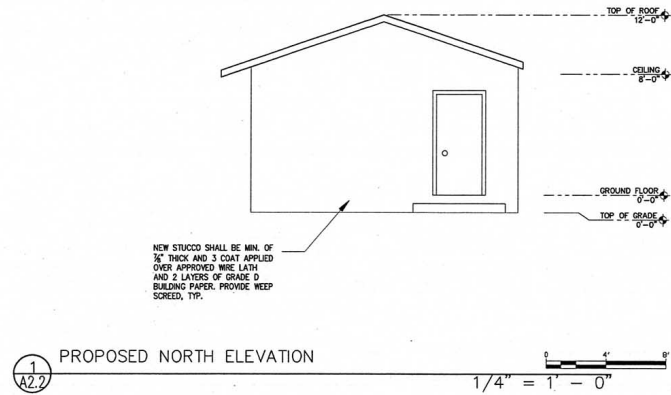 TOP OF ROOF
12'-0"
CEILING
8'-0"
GROUND FLOOR
0'-0"
TOP OF GRADE
0'-0"
NEW STUCCO SHALL BE MIN. OF
7/8" THICK AND 3 COAT APPLIED
OVER APPROVED WIRE LATH
AND 2 LAYERS OF GRADE D
BUILDING PAPER. PROVIDE WEEP
SCREED, TYP.
1
A2.2
PROPOSED NORTH ELEVATION
0 4' 8'
1/4" = 1' - 0"